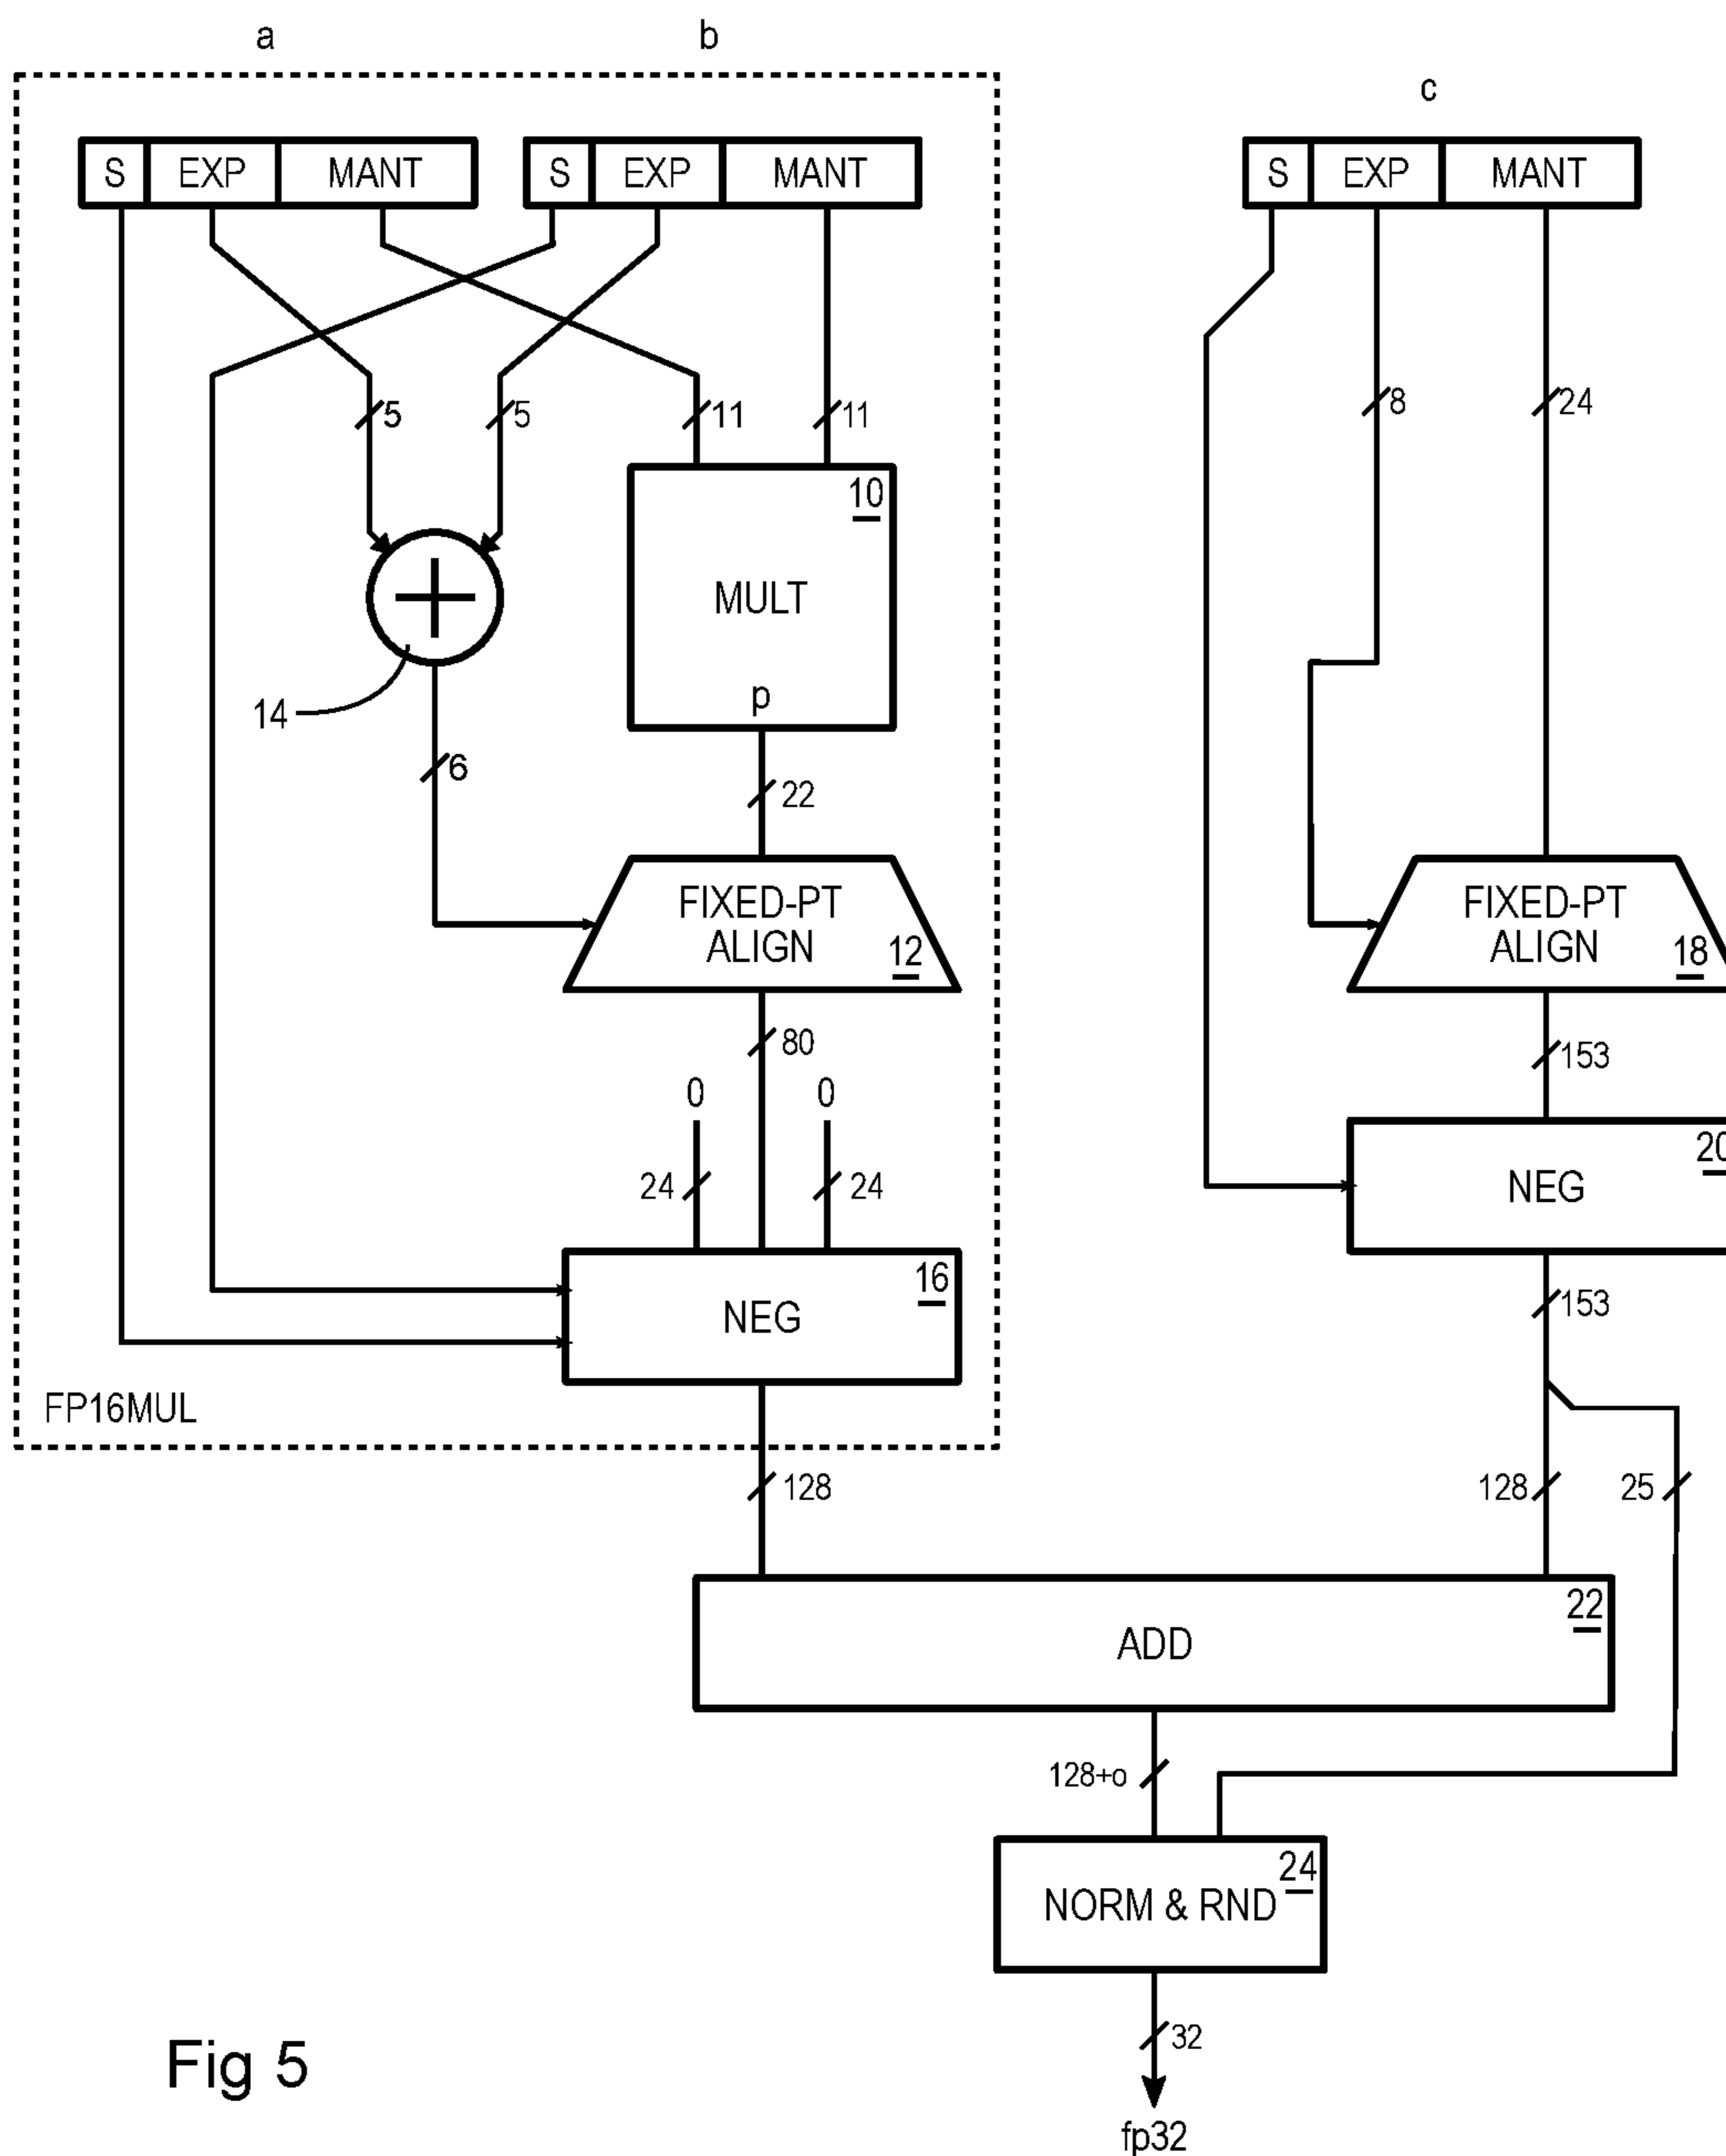 a
b
c
S EXP MANT
S EXP MANT
S EXP MANT
5
5
11
11
8
24
10
MULT
p
14
6
22
FIXED-PT
ALIGN
12
FIXED-PT
ALIGN
18
80
153
0
0
24
24
NEG
20
16
NEG
153
FP16MUL
128
128
25
22
ADD
128+o
24
NORM & RND
32
fp32
Fig 5